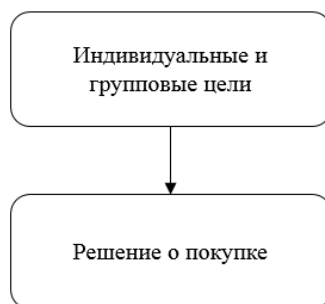 Индивидуальные и
групповые цели
Решение о покупке